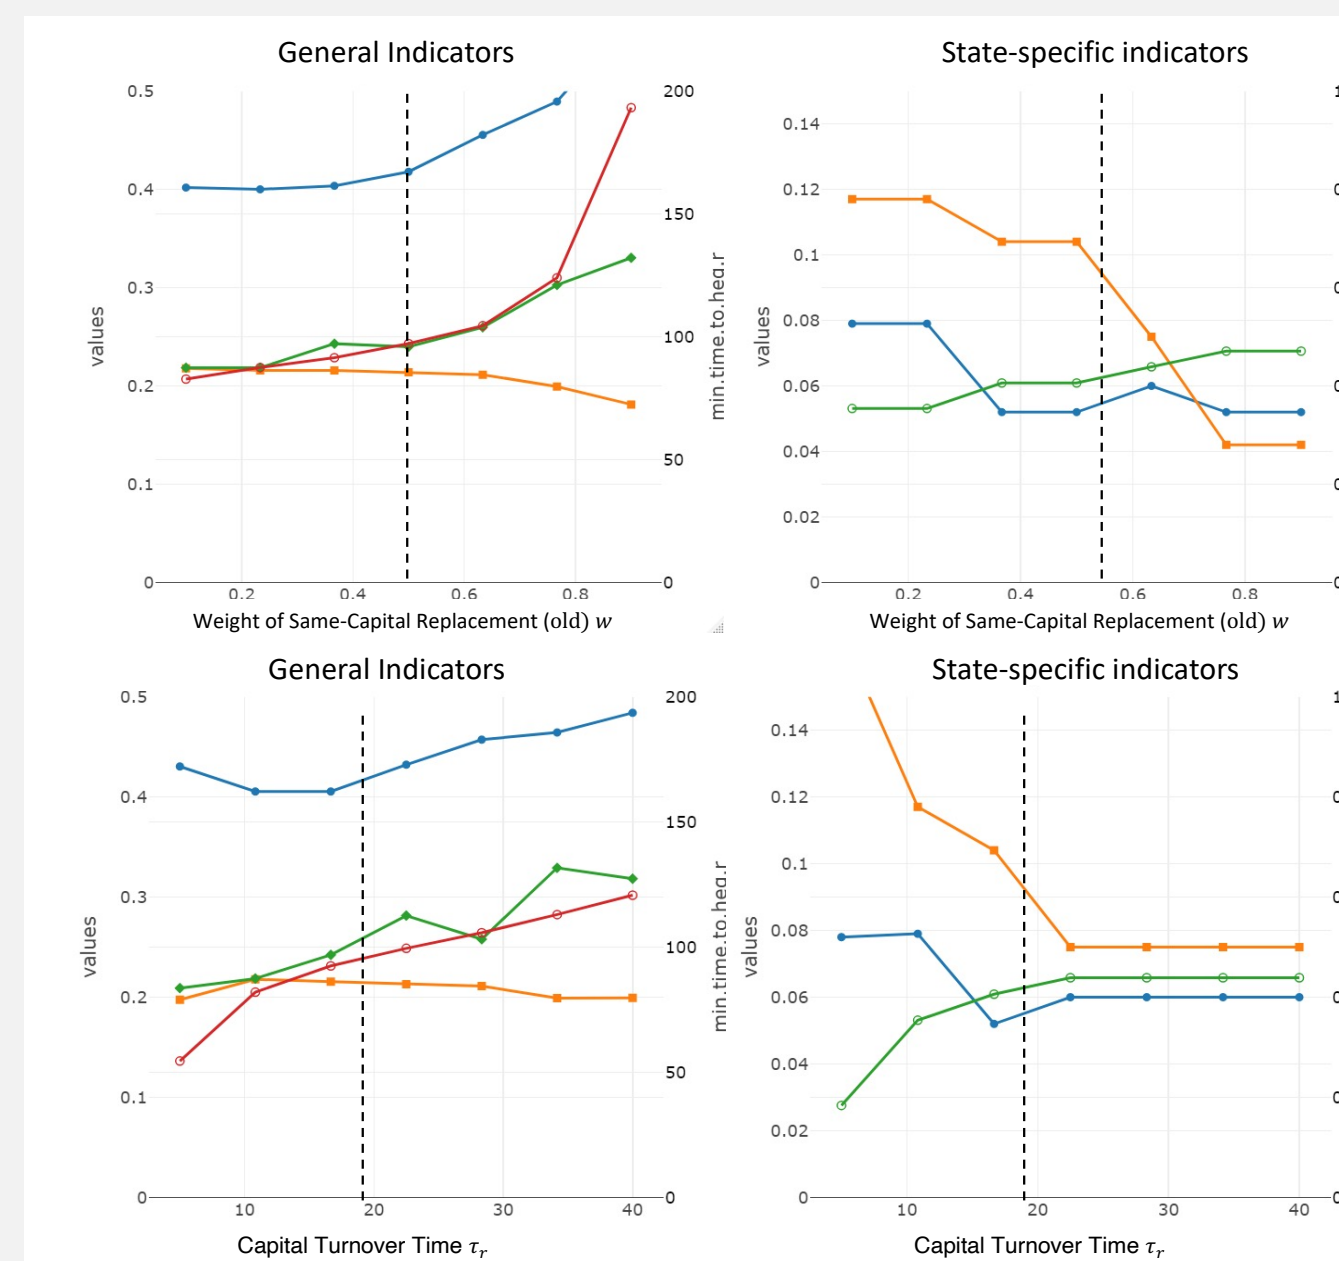 General Indicators
State-specific indicators
0.5
0.4
0.3
0.2
0.1
0
200
150
100
50
0
values
min.time.to.heg.r
0.2 0.4 0.6 0.8
Weight of Same-Capital Replacement (old) w
0.14
0.12
0.1
0.08
0.06
0.04
0.02
0
values
0.2 0.4 0.6 0.8
Weight of Same-Capital Replacement (old) w
General Indicators
State-specific indicators
0.5
0.4
0.3
0.2
0.1
0
200
150
100
50
0
values
min.time.to.heg.r
10 20 30 40
Capital Turnover Time τr
0.14
0.12
0.1
0.08
0.06
0.04
0.02
0
values
10 20 30 40
Capital Turnover Time τr